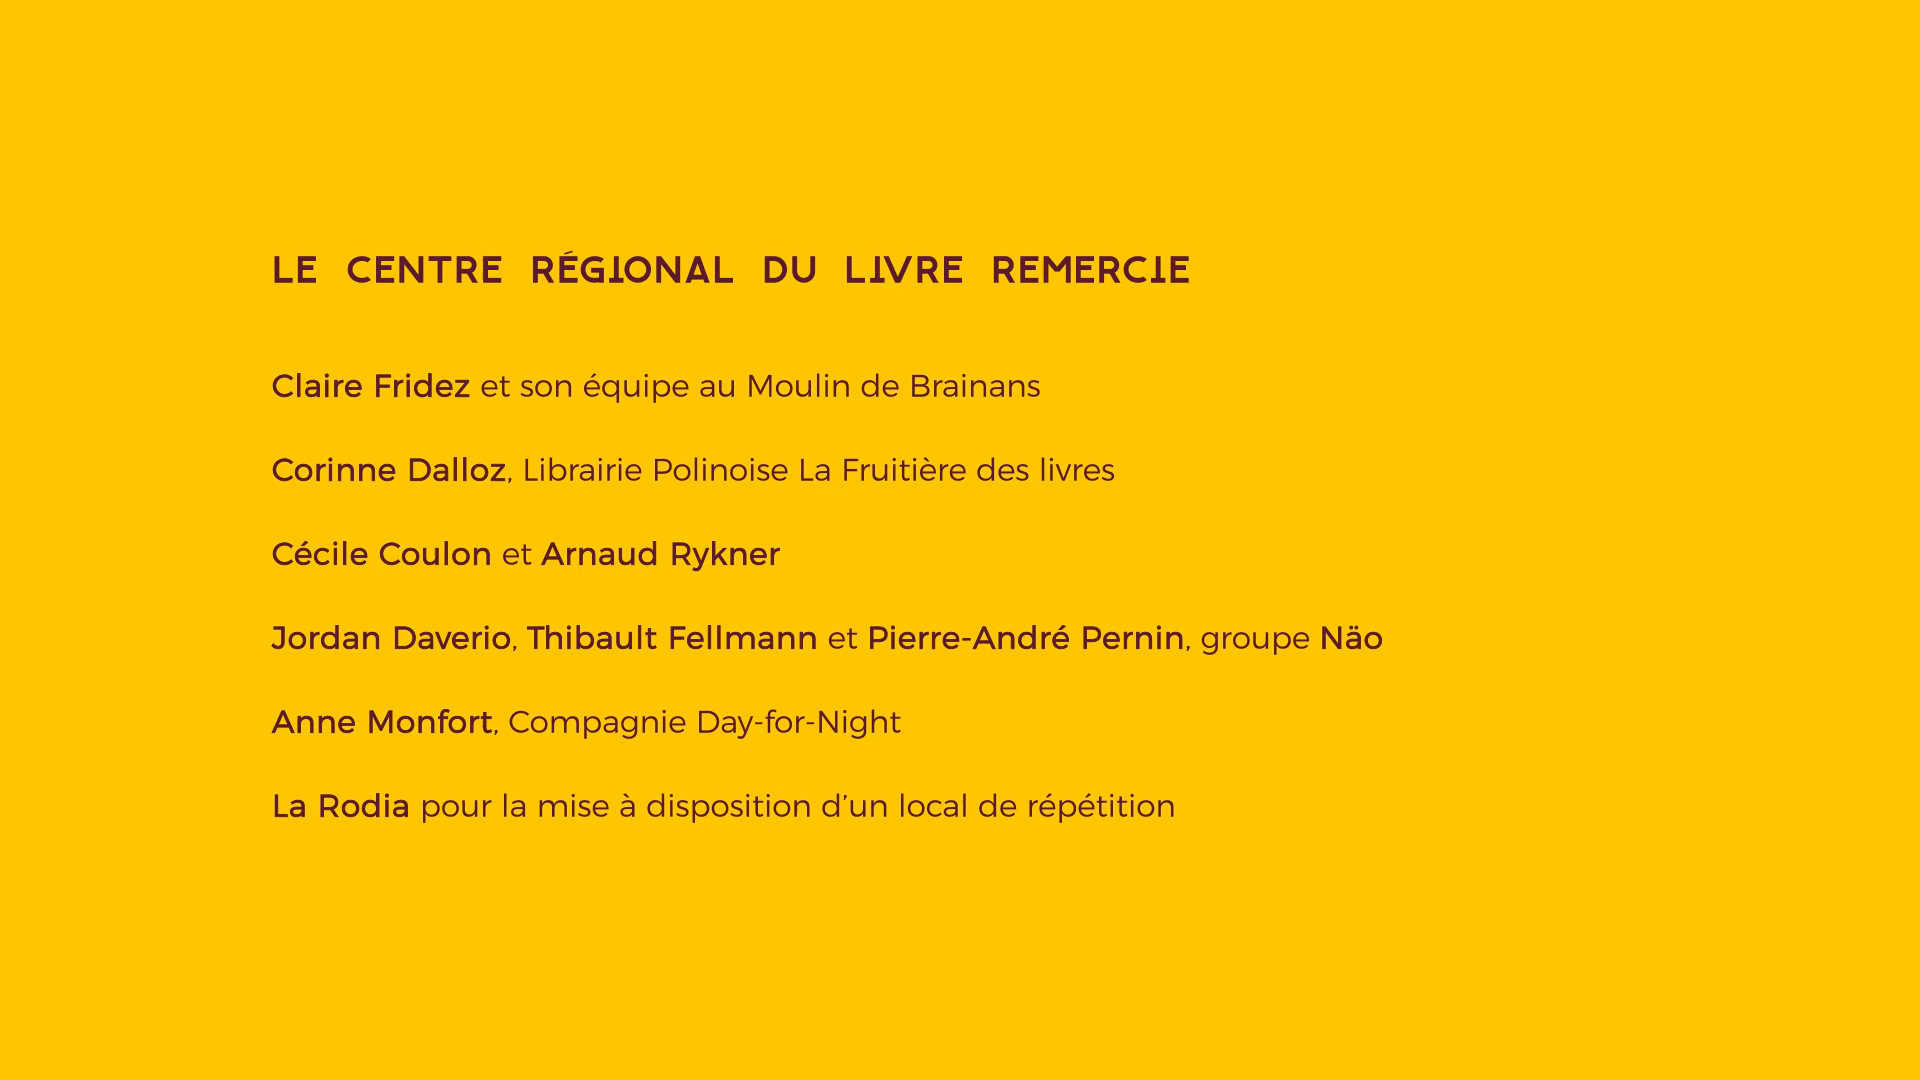 LE CENTRE RÉGIONAL DU LIVRE REMERCIE
Claire Fridez et son équipe au Moulin de Brainans
Corinne Dalloz, Librairie Polinoise La Fruitière des livres
Cécile Coulon et Arnaud Rykner
Jordan Daverio, Thibault Fellmann et Pierre-André Pernin, groupe Näo
Anne Monfort, Compagnie Day-for-Night
La Rodia pour la mise à disposition d’un local de répétition